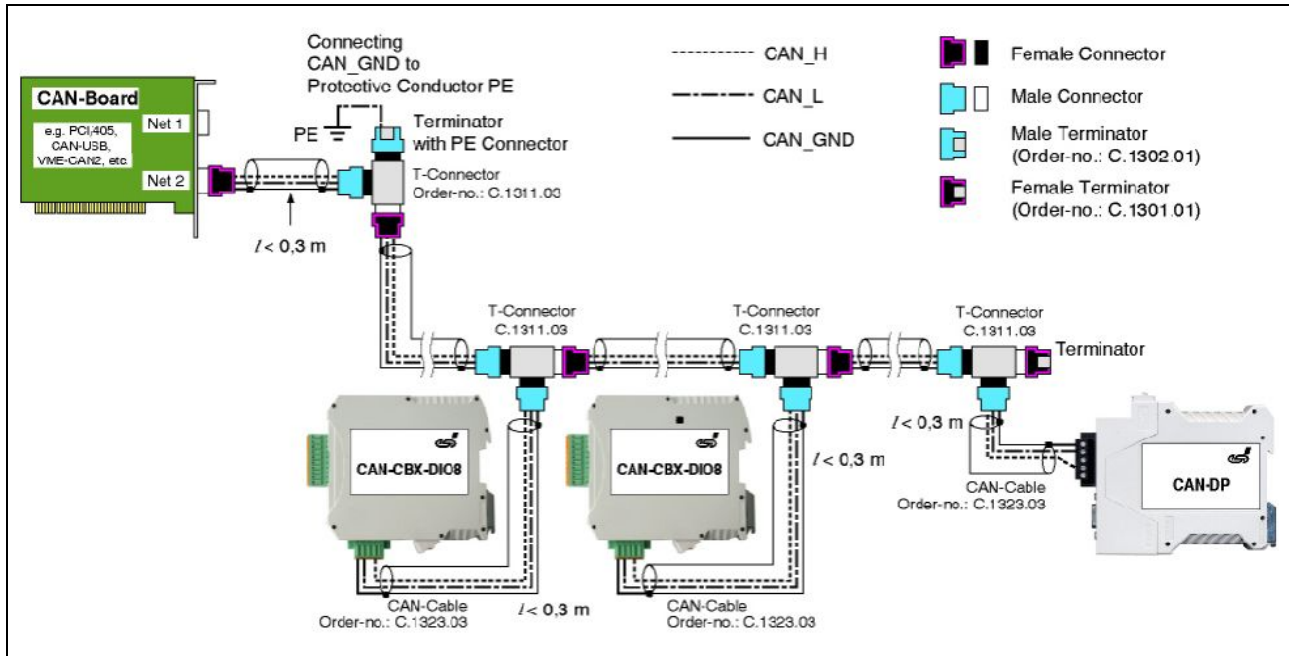 Connecting
CAN_GND to
Protective Conductor PE
CAN_H
CAN_L
CAN_GND
Female Connector
Male Connector
Male Terminator
(Order-no.: C.1302.01)
Female Terminator
(Order-no.: C.1301.01)
CAN-Board
e.g. PCI/405,
CAN-USB,
VME-CAN2, etc.
Net 1
Net 2
PE
Terminator
with PE Connector
T-Connector
Order-no.: C.1311.03
l < 0,3 m
T-Connector
C.1311.03
T-Connector
C.1311.03
T-Connector
C.1311.03
Terminator
CAN-CBX-DIO8
CAN-CBX-DIO8
CAN-DP
l < 0,3 m
l < 0,3 m
CAN-Cable
Order-no.: C.1323.03
CAN-Cable
Order-no.: C.1323.03
l < 0,3 m
CAN-Cable
Order-no.: C.1323.03